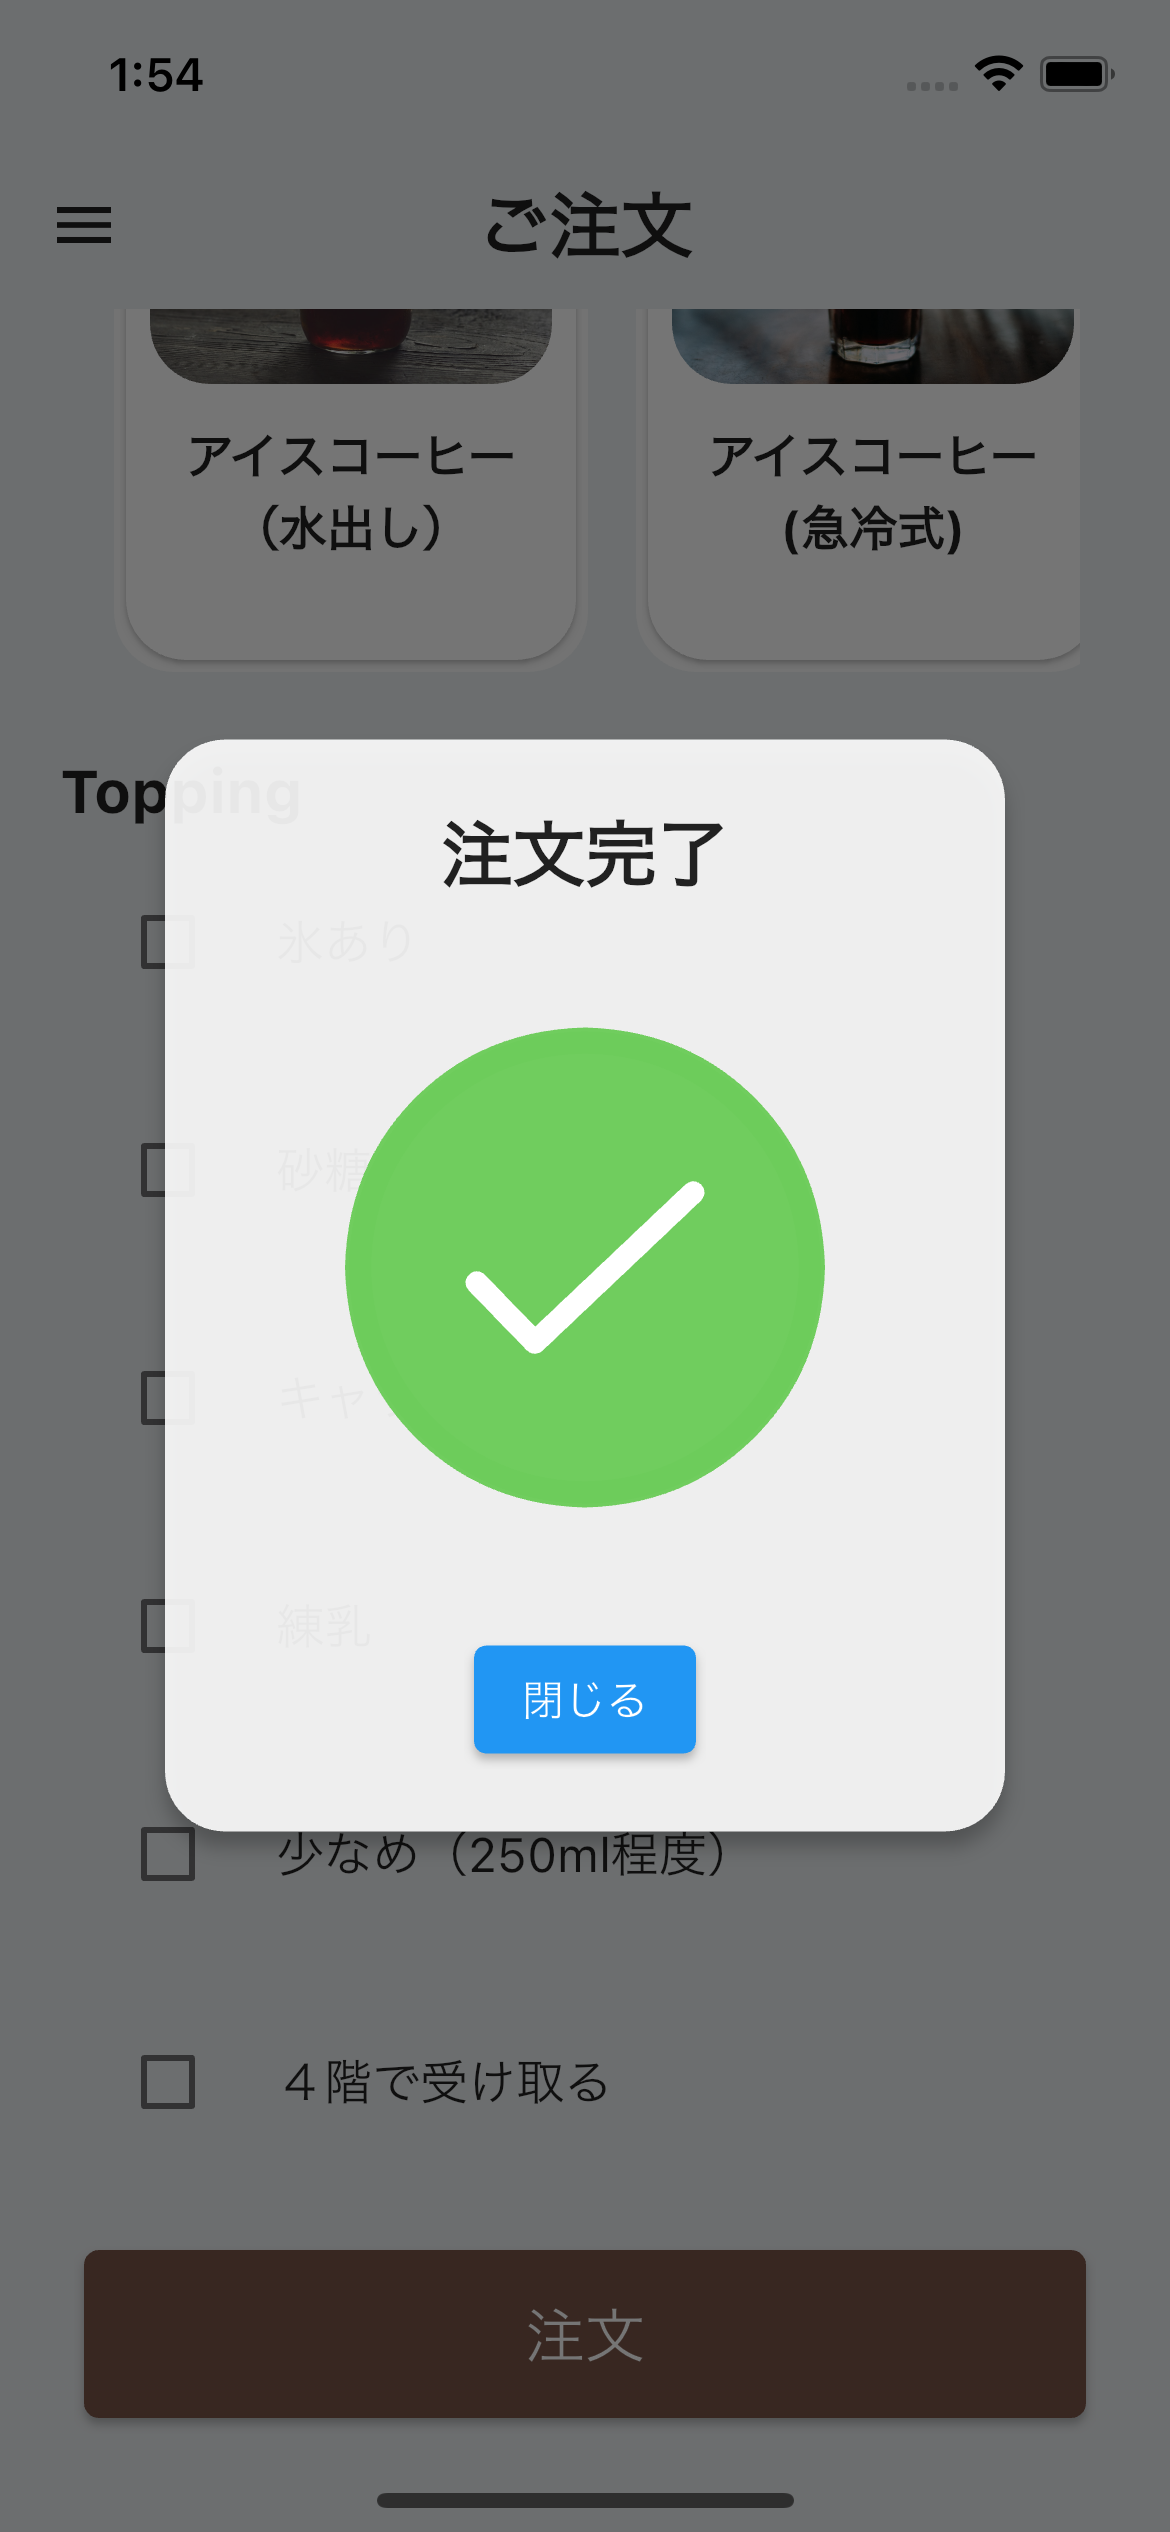 1:54
ご注文
アイスコーヒー
（水出し）
アイスコーヒー
(急冷式)
Topping
注文完了
氷あり
砂糖
キャ
練乳
閉じる
少なめ（250ml程度）
４階で受け取る
注文